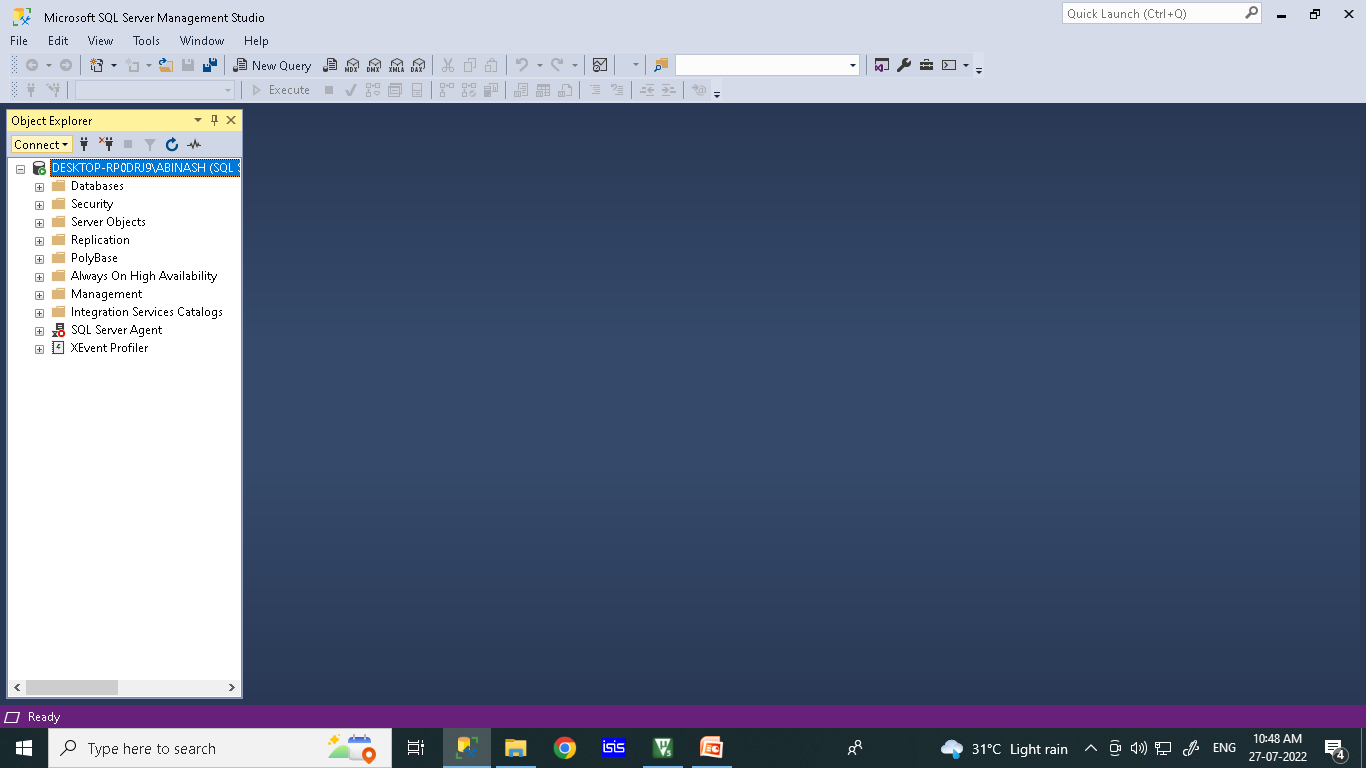 Microsoft SQL Server Management Studio
Quick Launch (Ctrl+Q)
File Edit View Tools Window Help
New Query MDX DMX XMLA DAX
Execute
Object Explorer
Connect
DESKTOP-RP0DRJ9\ABINASH (SQL S
Databases
Security
Server Objects
Replication
PolyBase
Always On High Availability
Management
Integration Services Catalogs
SQL Server Agent
XEvent Profiler
Ready
Type here to search
isis
31°C Light rain
ENG
10:48 AM
27-07-2022
4